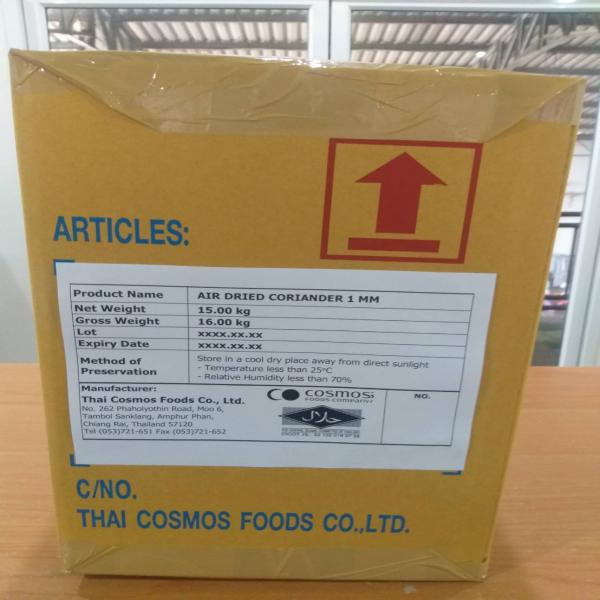 ARTICLES:
Product Name AIR DRIED CORIANDER 1 MM
Net Weight 15.00 kg
Gross Weight 16.00 kg
Lot xxxx.xx.xx
Expiry Date xxxx.xx.xx
Method of Preservation Store in a cool dry place away from direct sunlight
- Temperature less than 25°C
- Relative Humidity less than 70%
Manufacturer:
Thai Cosmos Foods Co., Ltd.
No. 262 Phaholyothin Road, Moo 6,
Tambol Sanklang, Amphur Phan,
Chiang Rai, Thailand 57120
Tel (053)721-651 Fax (053)721-652
COSMOS
FOODS COMPANY
حلال
NO.
C/NO.
THAI COSMOS FOODS CO.,LTD.